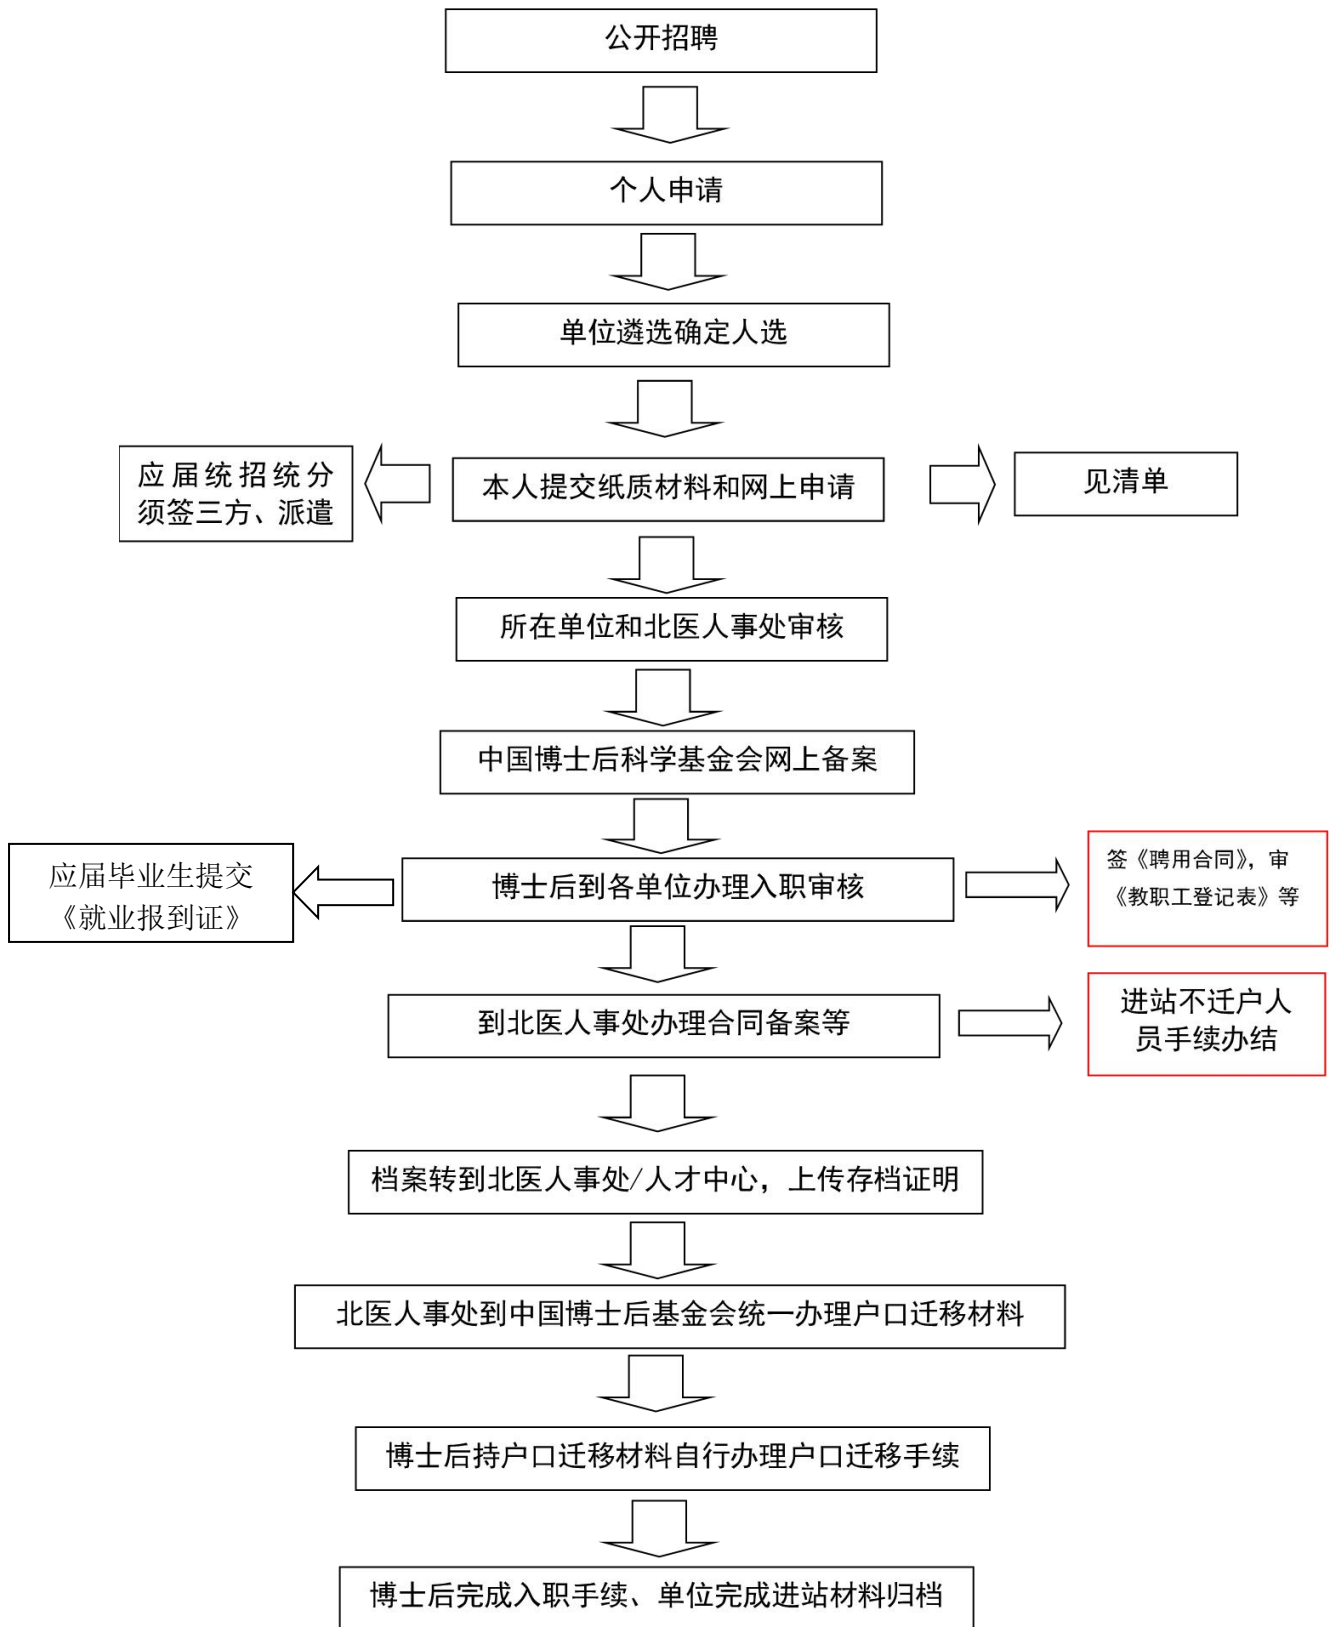 公开招聘
个人申请
单位遴选确定人选
应届统招统分
须签三方、派遣
本人提交纸质材料和网上申请
见清单
所在单位和北医人事处审核
中国博士后科学基金会网上备案
应届毕业生提交
《就业报到证》
博士后到各单位办理入职审核
签《聘用合同》，审
《教职工登记表》等
到北医人事处办理合同备案等
进站不迁户人
员手续办结
档案转到北医人事处/人才中心，上传存档证明
北医人事处到中国博士后基金会统一办理户口迁移材料
博士后持户口迁移材料自行办理户口迁移手续
博士后完成入职手续、单位完成进站材料归档